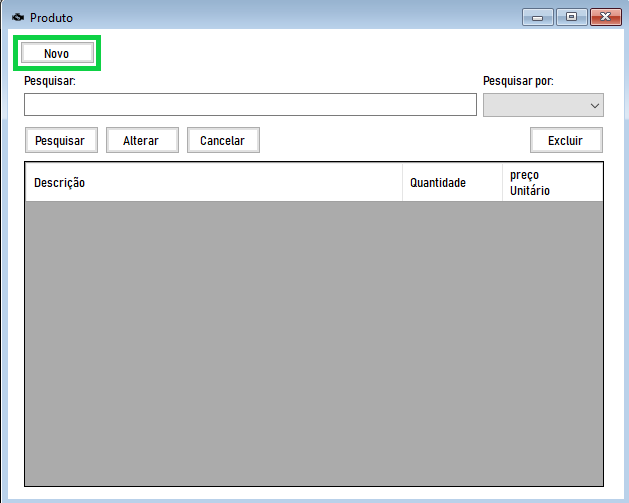 Produto
Novo
Pesquisar:
Pesquisar por:
Pesquisar
Alterar
Cancelar
Excluir
Descrição
Quantidade
preço
Unitário